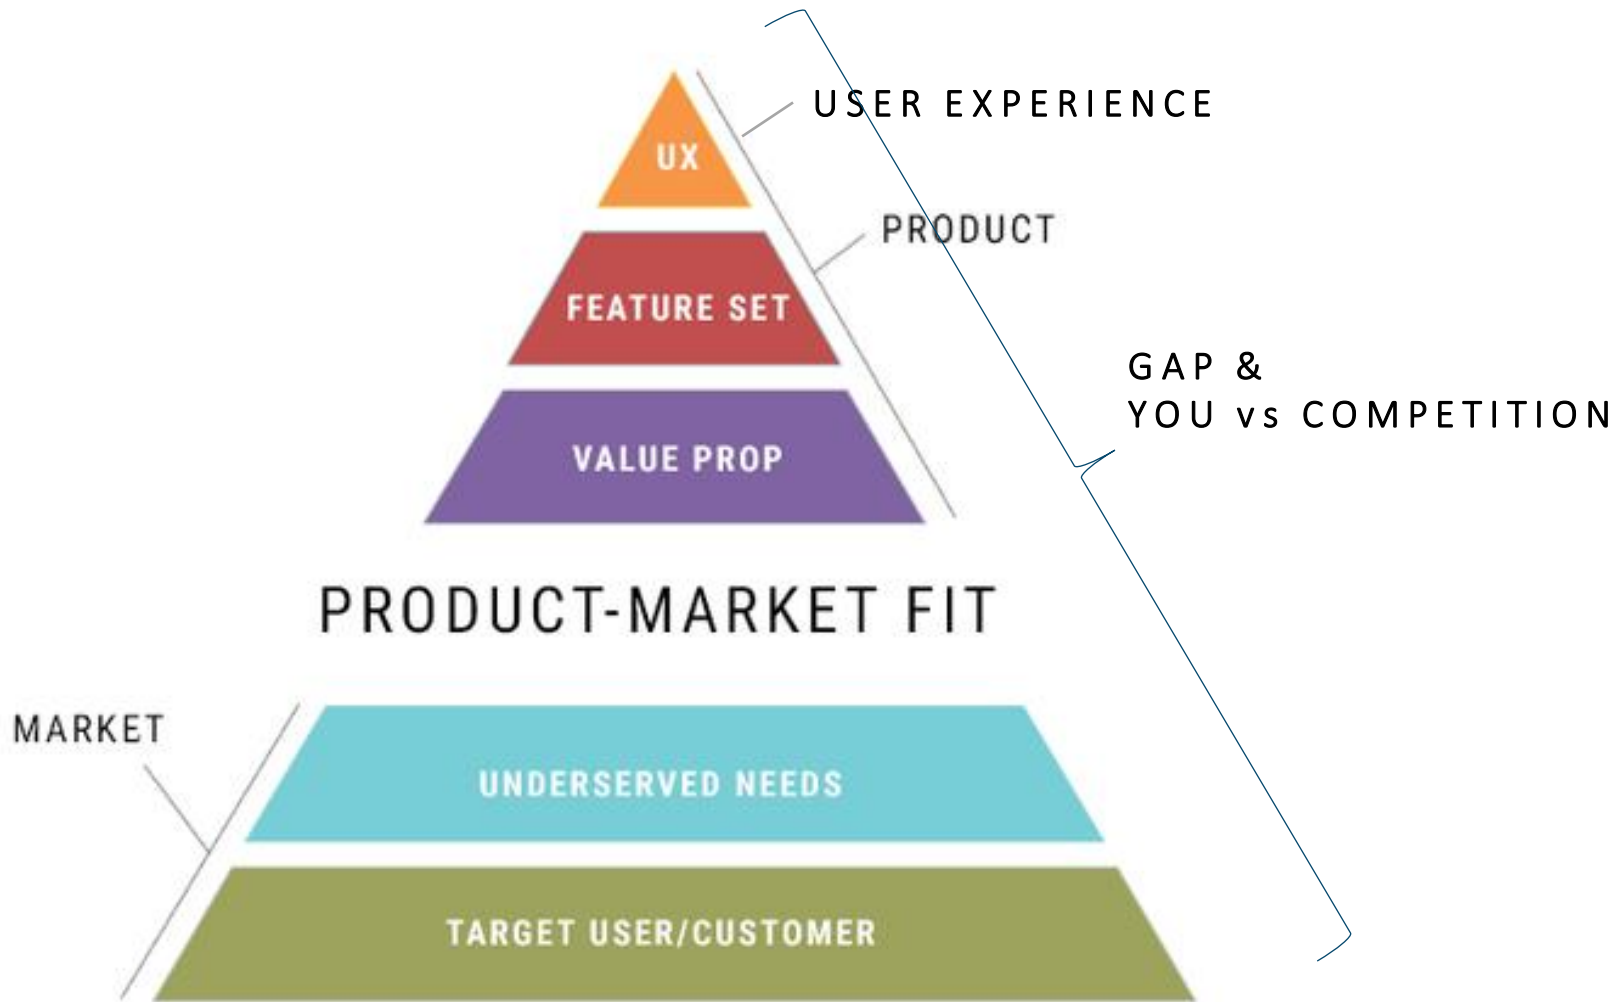 USER EXPERIENCE
UX
PRODUCT
FEATURE SET
GAP &
YOU vs COMPETITION
VALUE PROP
PRODUCT-MARKET FIT
MARKET
UNDERSERVED NEEDS
TARGET USER/CUSTOMER